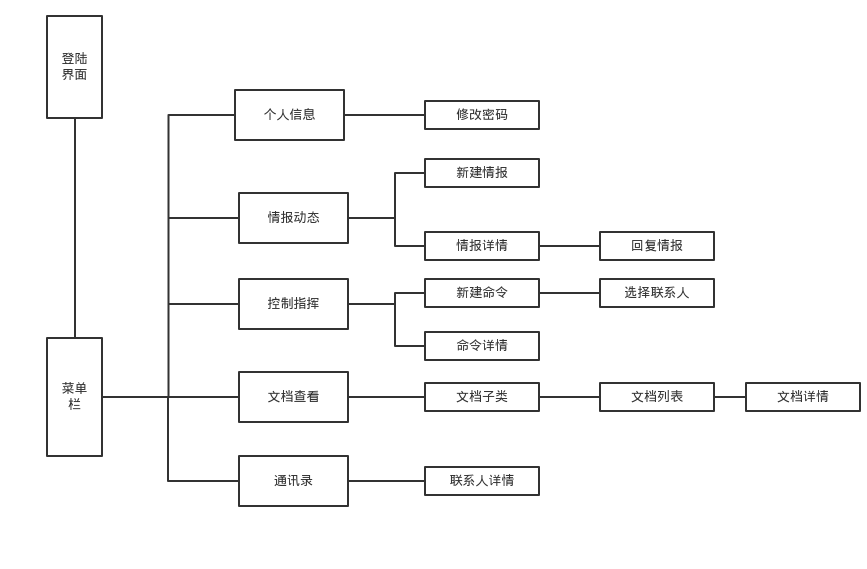 登陆
界面
个人信息
修改密码
新建情报
情报动态
情报详情
回复情报
控制指挥
新建命令
选择联系人
命令详情
菜单
栏
文档查看
文档子类
文档列表
文档详情
通讯录
联系人详情